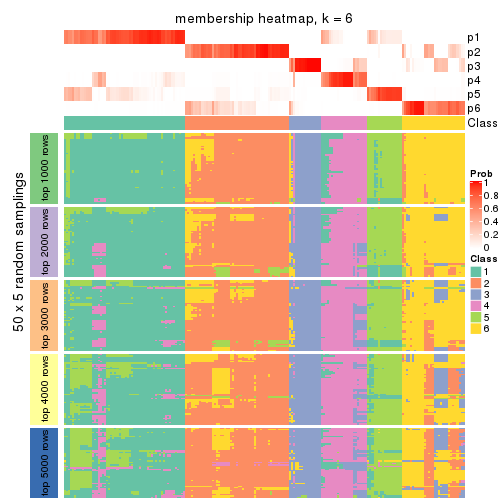 membership heatmap, k = 6
p1
p2
p3
p4
p5
p6
Class
50 x 5 random samplings
top 1000 rows
top 2000 rows
top 3000 rows
top 4000 rows
top 5000 rows
Prob
1
0.8
0.6
0.4
0.2
0
Class
1
2
3
4
5
6